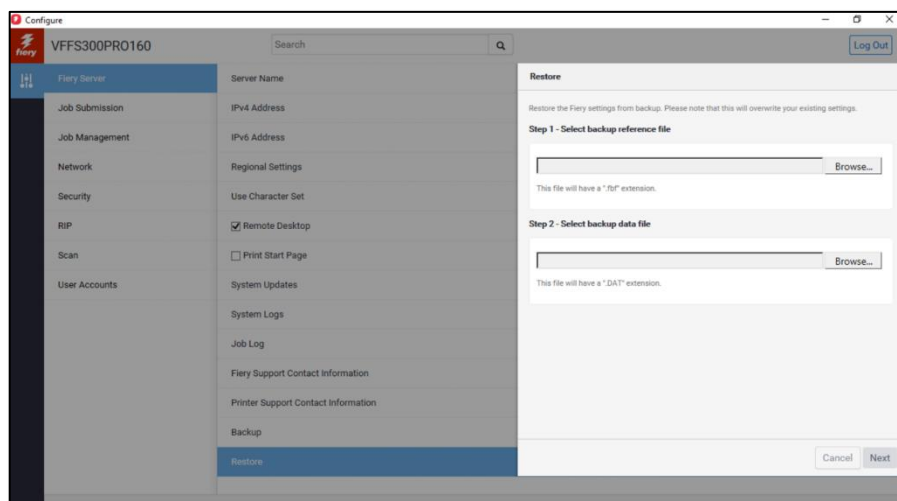 Configure
fiery
VFFS300PRO160
Search
Log Out
Fiery Server
Job Submission
Job Management
Network
Security
RIP
Scan
User Accounts
Server Name
IPv4 Address
IPv6 Address
Regional Settings
Use Character Set
Remote Desktop
Print Start Page
System Updates
System Logs
Job Log
Fiery Support Contact Information
Printer Support Contact Information
Backup
Restore
Restore
Restore the Fiery settings from backup. Please note that this will overwrite your existing settings.
Step 1 - Select backup reference file
Browse...
This file will have a ".fbf" extension.
Step 2 - Select backup data file
Browse...
This file will have a ".DAT" extension.
Cancel Next